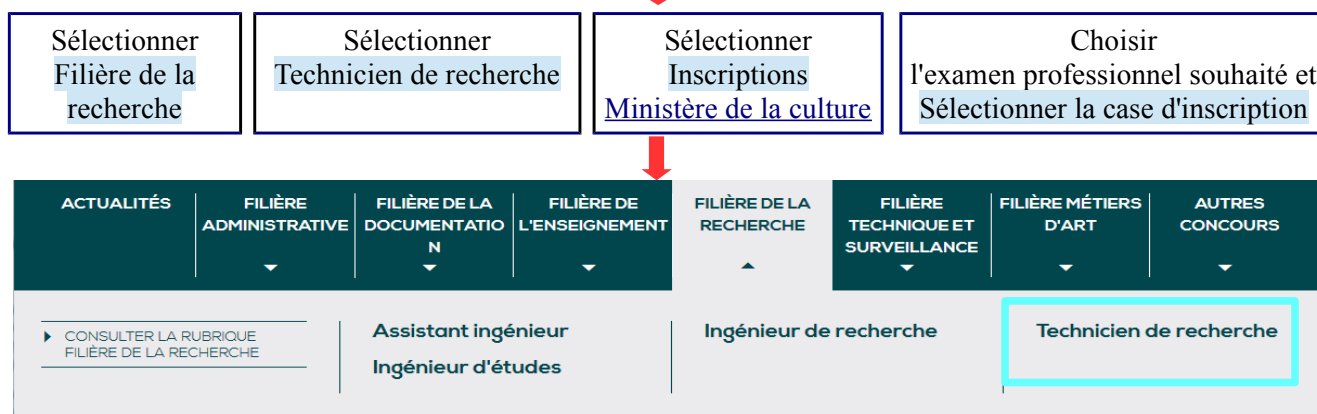 Sélectionner
Filière de la
recherche
Sélectionner
Technicien de recherche
Sélectionner
Inscriptions
Ministère de la culture
Choisir
l'examen professionnel souhaité et
Sélectionner la case d'inscription
ACTUALITÉS
FILIÈRE
ADMINISTRATIVE
FILIÈRE DE LA
DOCUMENTATIO
N
FILIÈRE DE
L'ENSEIGNEMENT
FILIÈRE DE LA
RECHERCHE
FILIÈRE
TECHNIQUE ET
SURVEILLANCE
FILIÈRE MÉTIERS
D'ART
AUTRES
CONCOURS
CONSULTER LA RUBRIQUE
FILIÈRE DE LA RECHERCHE
Assistant ingénieur
Ingénieur d'études
Ingénieur de recherche
Technicien de recherche